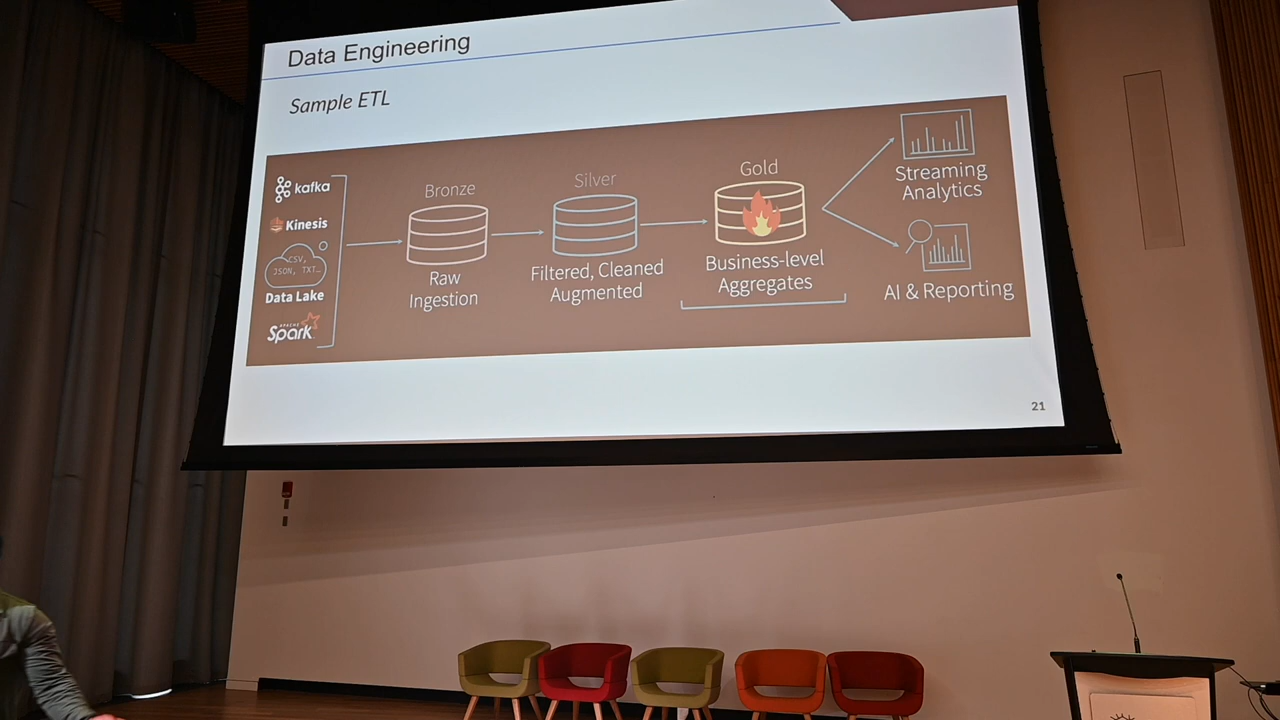 Data Engineering
Sample ETL
kafka
Kinesis
CSV,
JSON, TXT…
Data Lake
APACHE
Spark
Bronze
Raw
Ingestion
Silver
Filtered, Cleaned
Augmented
Gold
Business-level
Aggregates
Streaming
Analytics
AI & Reporting
21